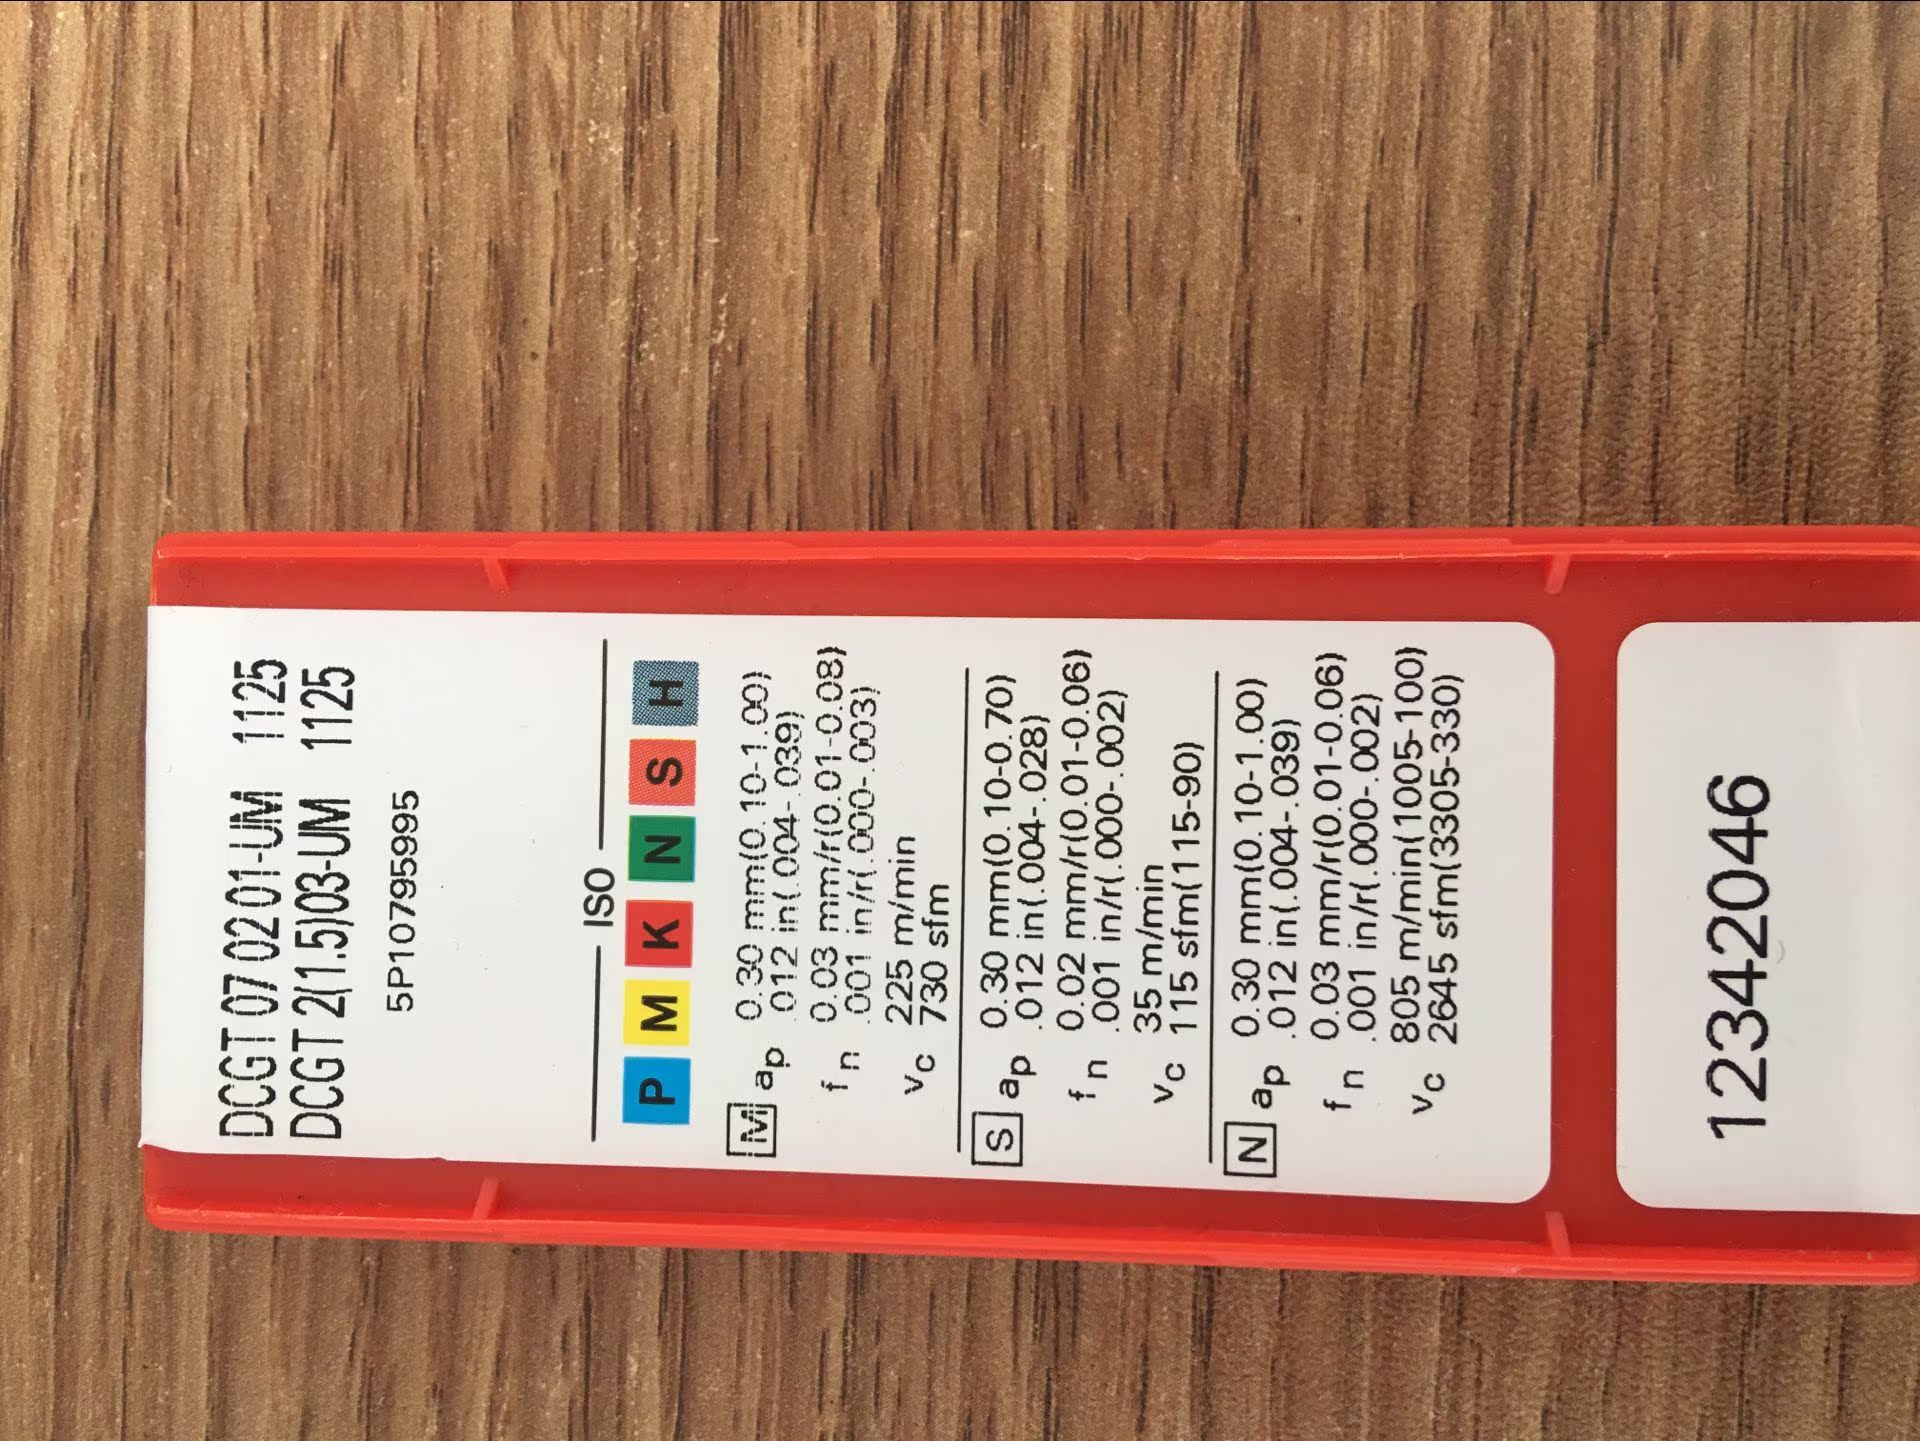 DCGT 07 02 01-UM 1125
DCGT 2(1.5)03-UM 1125
5P10795995
ISO
P M K N S H
M ap 0.30 mm(0.10-1.00)
.012 in(.004-.039)
fn 0.03 mm/r(0.01-0.08)
.001 in/r(.000-.003)
vc 225 m/min
730 sfm
S ap 0.30 mm(0.10-0.70)
.012 in(.004-.028)
fn 0.02 mm/r(0.01-0.06)
.001 in/r(.000-.002)
vc 35 m/min
115 sfm(115-90)
N ap 0.30 mm(0.10-1.00)
.012 in(.004-.039)
fn 0.03 mm/r(0.01-0.06)
.001 in/r(.000-.002)
vc 805 m/min(1005-100)
2645 sfm(3305-330)
12342046